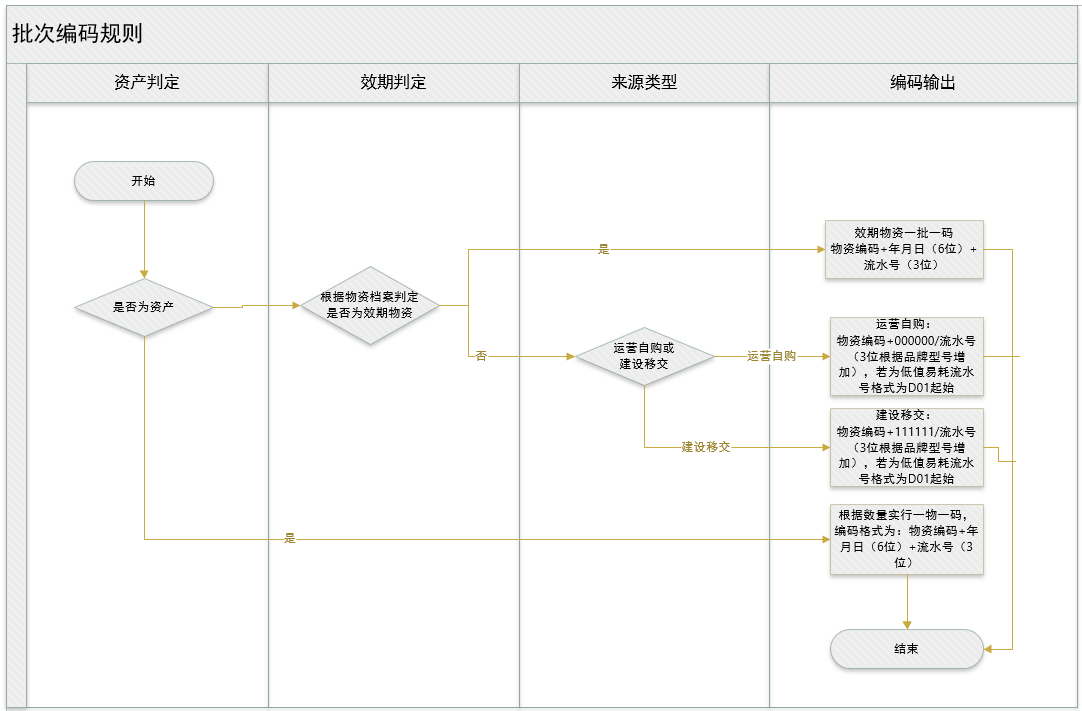 批次编码规则
资产判定
效期判定
来源类型
编码输出
开始
是否为资产
根据物资档案判定
是否为效期物资
是
否
运营自购或
建设移交
运营自购
建设移交
是
效期物资一批一码
物资编码+年月日（6位）+
流水号（3位）
运营自购：
物资编码+000000/流水号
（3位根据品牌型号增
加），若为低值易耗流水
号格式为D01起始
建设移交：
物资编码+111111/流水号
（3位根据品牌型号增
加），若为低值易耗流水
号格式为D01起始
根据数量实行一物一码，
编码格式为：物资编码+年
月日（6位）+流水号（3
位）
结束